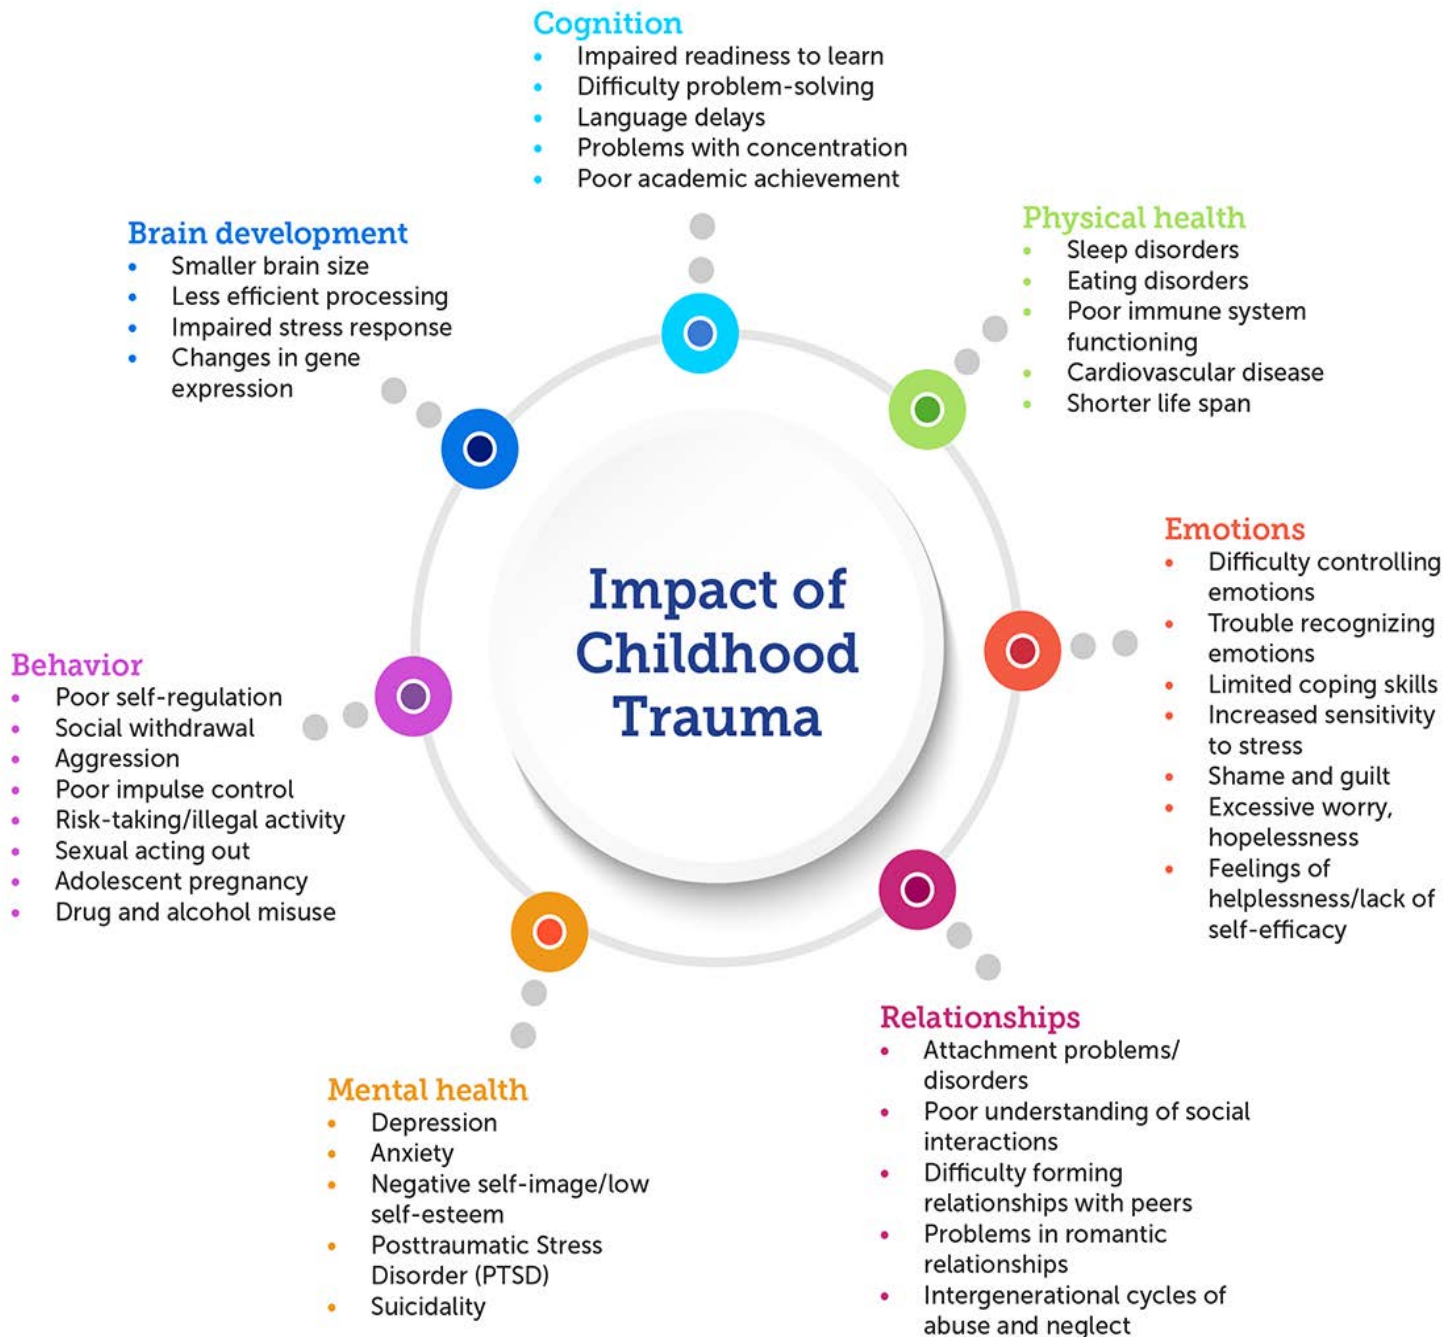 Cognition
• Impaired readiness to learn
• Difficulty problem-solving
• Language delays
• Problems with concentration
• Poor academic achievement
Physical health
• Sleep disorders
• Eating disorders
• Poor immune system
functioning
• Cardiovascular disease
• Shorter life span
Emotions
• Difficulty controlling
emotions
• Trouble recognizing
emotions
• Limited coping skills
• Increased sensitivity
to stress
• Shame and guilt
• Excessive worry,
hopelessness
• Feelings of
helplessness/lack of
self-efficacy
Relationships
• Attachment problems/
disorders
• Poor understanding of social
interactions
• Difficulty forming
relationships with peers
• Problems in romantic
relationships
• Intergenerational cycles of
abuse and neglect
Mental health
• Depression
• Anxiety
• Negative self-image/low
self-esteem
• Posttraumatic Stress
Disorder (PTSD)
• Suicidality
Behavior
• Poor self-regulation
• Social withdrawal
• Aggression
• Poor impulse control
• Risk-taking/illegal activity
• Sexual acting out
• Adolescent pregnancy
• Drug and alcohol misuse
Brain development
• Smaller brain size
• Less efficient processing
• Impaired stress response
• Changes in gene
expression
Impact of
Childhood
Trauma